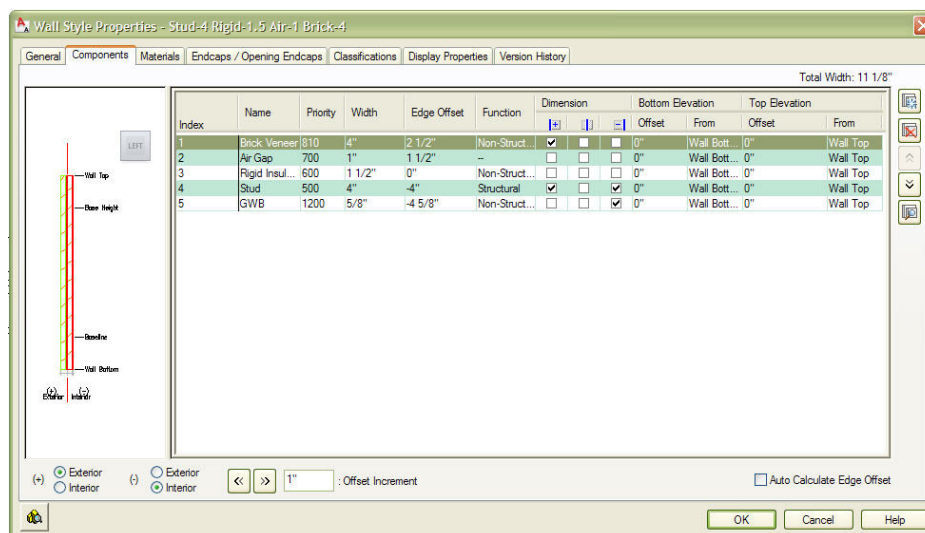 Wall Style Properties - Stud-4 Rigid-1.5 Air-1 Brick-4
General Components Materials Endcaps / Opening Endcaps Classifications Display Properties Version History
Total Width: 11 1/8"
Index Name Priority Width Edge Offset Function Dimension Bottom Elevation Top Elevation
Offset From Offset From
1 Brick Veneer 810 4" 2 1/2" Non-Struct... 0" Wall Bott... 0" Wall Top
2 Air Gap 700 1" 1 1/2" -- 0" Wall Bott... 0" Wall Top
3 Rigid Insul... 600 1 1/2" 0" Non-Struct... 0" Wall Bott... 0" Wall Top
4 Stud 500 4" -4" Structural 0" Wall Bott... 0" Wall Top
5 GWB 1200 5/8" -4 5/8" Non-Struct... 0" Wall Bott... 0" Wall Top
LEFT
Wall Top
Base Height
Baseline
Wall Bottom
(+) (-)
Exterior Interior
(+) Exterior Interior (-) Exterior Interior 1" : Offset Increment Auto Calculate Edge Offset
OK Cancel Help